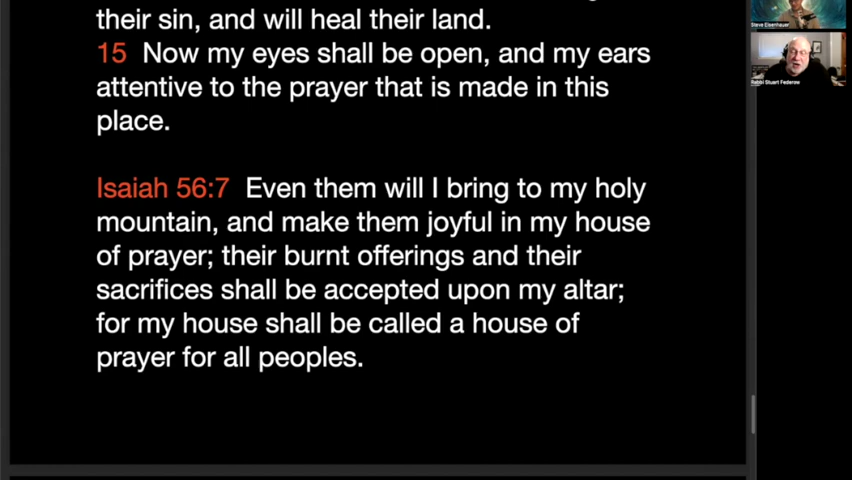 their sin, and will heal their land.
15 Now my eyes shall be open, and my ears
attentive to the prayer that is made in this
place.
Isaiah 56:7 Even them will I bring to my holy
mountain, and make them joyful in my house
of prayer; their burnt offerings and their
sacrifices shall be accepted upon my altar;
for my house shall be called a house of
prayer for all peoples.
Steve Eisenhauer
Rabbi Stuart Federow